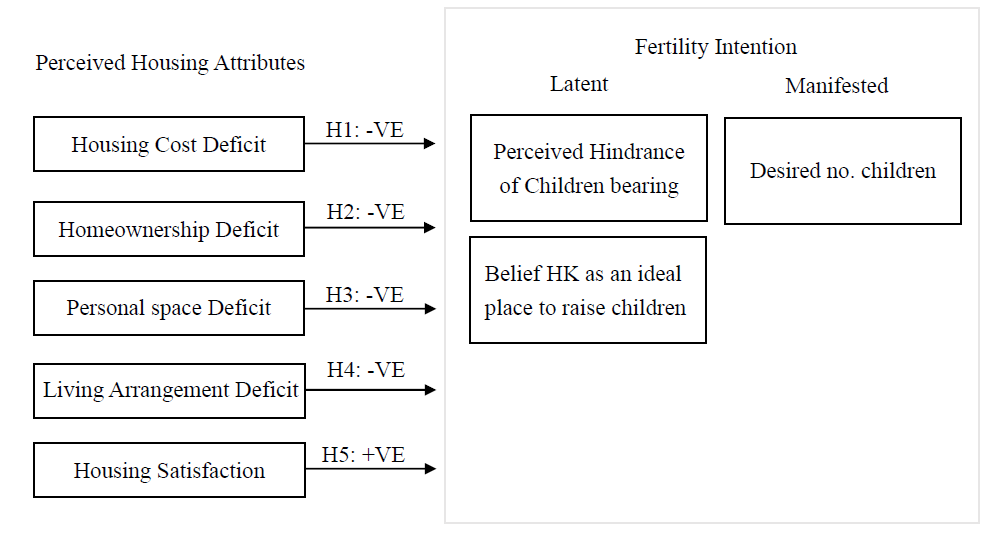 Perceived Housing Attributes
Housing Cost Deficit
H1: -VE
Homeownership Deficit
H2: -VE
Personal space Deficit
H3: -VE
Living Arrangement Deficit
H4: -VE
Housing Satisfaction
H5: +VE
Fertility Intention
Latent
Manifested
Perceived Hindrance
of Children bearing
Desired no. children
Belief HK as an ideal
place to raise children